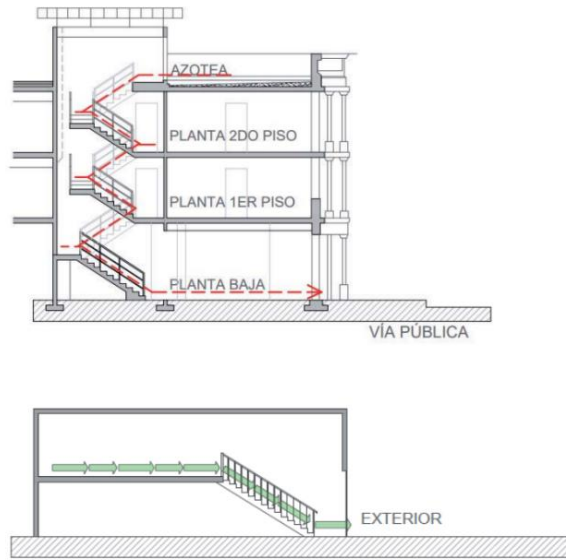 AZOTEA
PLANTA 2DO PISO
PLANTA 1ER PISO
PLANTA BAJA
VÍA PÚBLICA
EXTERIOR